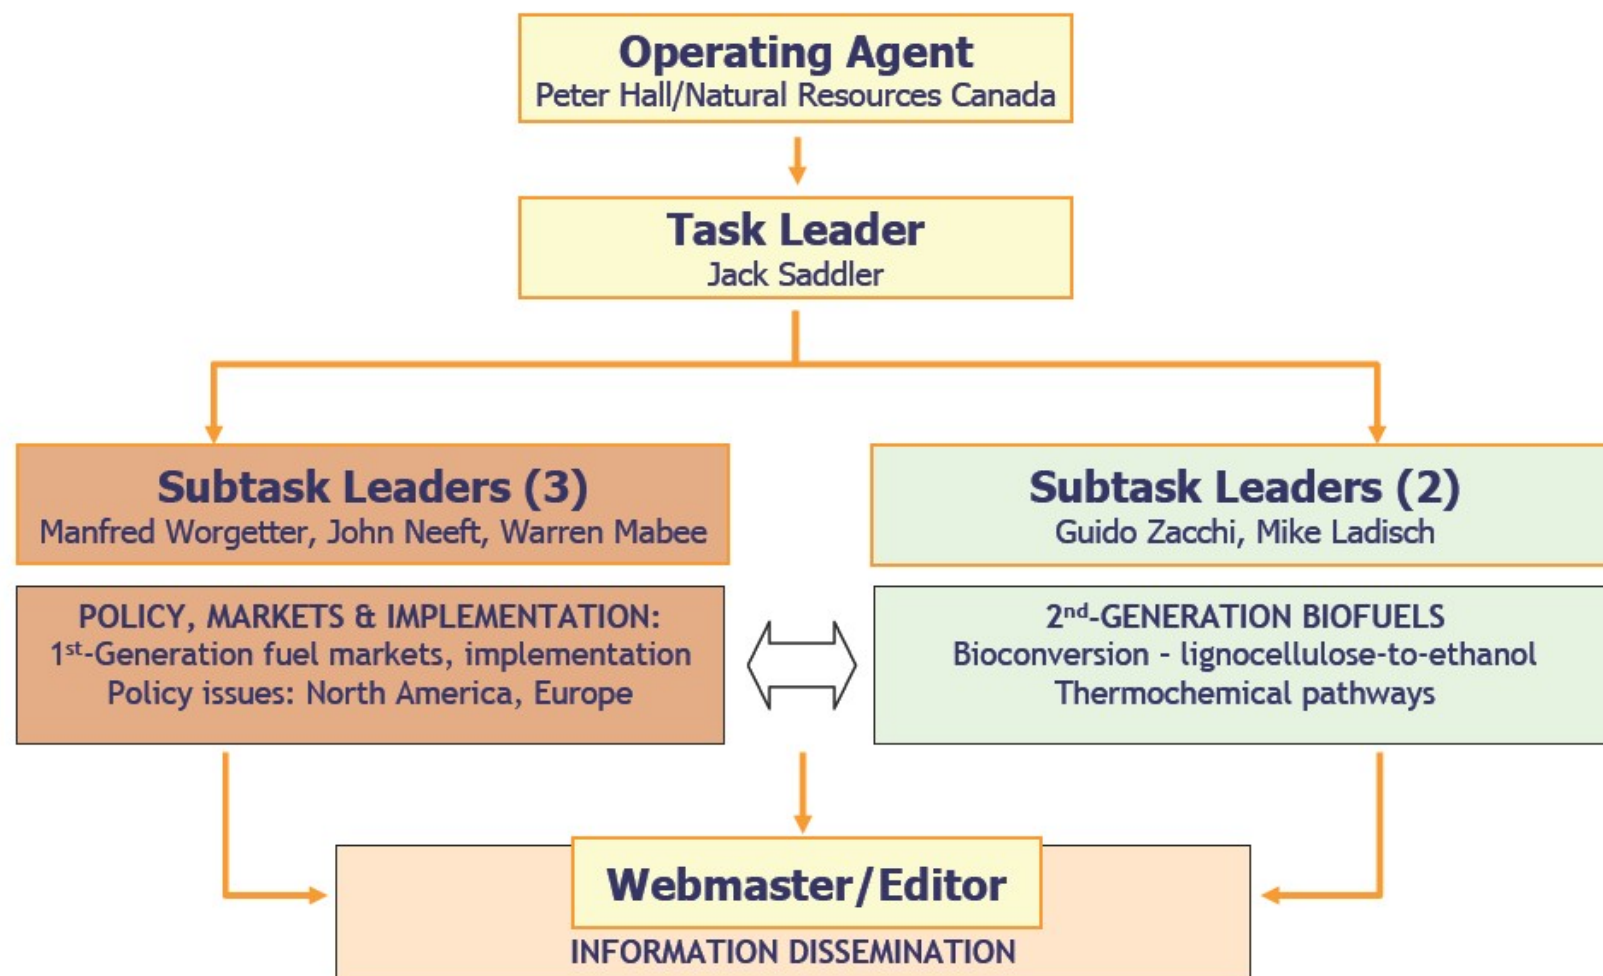 Operating Agent
Peter Hall/Natural Resources Canada
Task Leader
Jack Saddler
Subtask Leaders (3)
Manfred Worgetter, John Neeft, Warren Mabee
POLICY, MARKETS & IMPLEMENTATION:
1st-Generation fuel markets, implementation
Policy issues: North America, Europe
Subtask Leaders (2)
Guido Zacchi, Mike Ladisch
2nd-GENERATION BIOFUELS
Bioconversion - lignocellulose-to-ethanol
Thermochemical pathways
Webmaster/Editor
INFORMATION DISSEMINATION